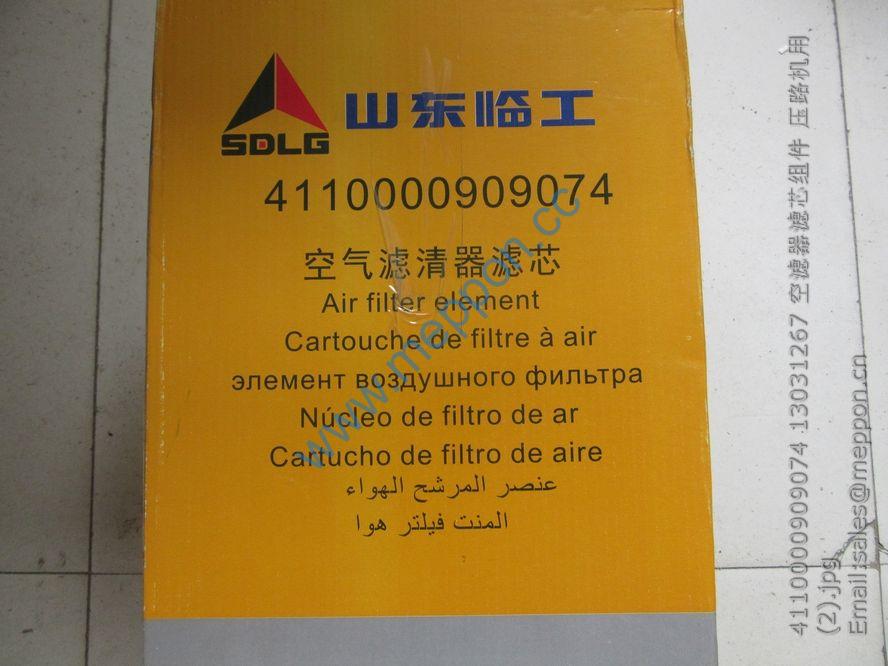 SDLG 山东临工
4110000909074
空气滤清器滤芯
Air filter element
Cartouche de filtre à air
элемент воздушного фильтра
Núcleo de filtro de ar
Cartucho de filtro de aire
عنصر المرشح الهواء
المنت فيلتر هوا
www.meppon.cc
4110000909074 13031267 空滤器滤芯组件 压路机用,
(2).jpg
Email:sales@meppon.cn